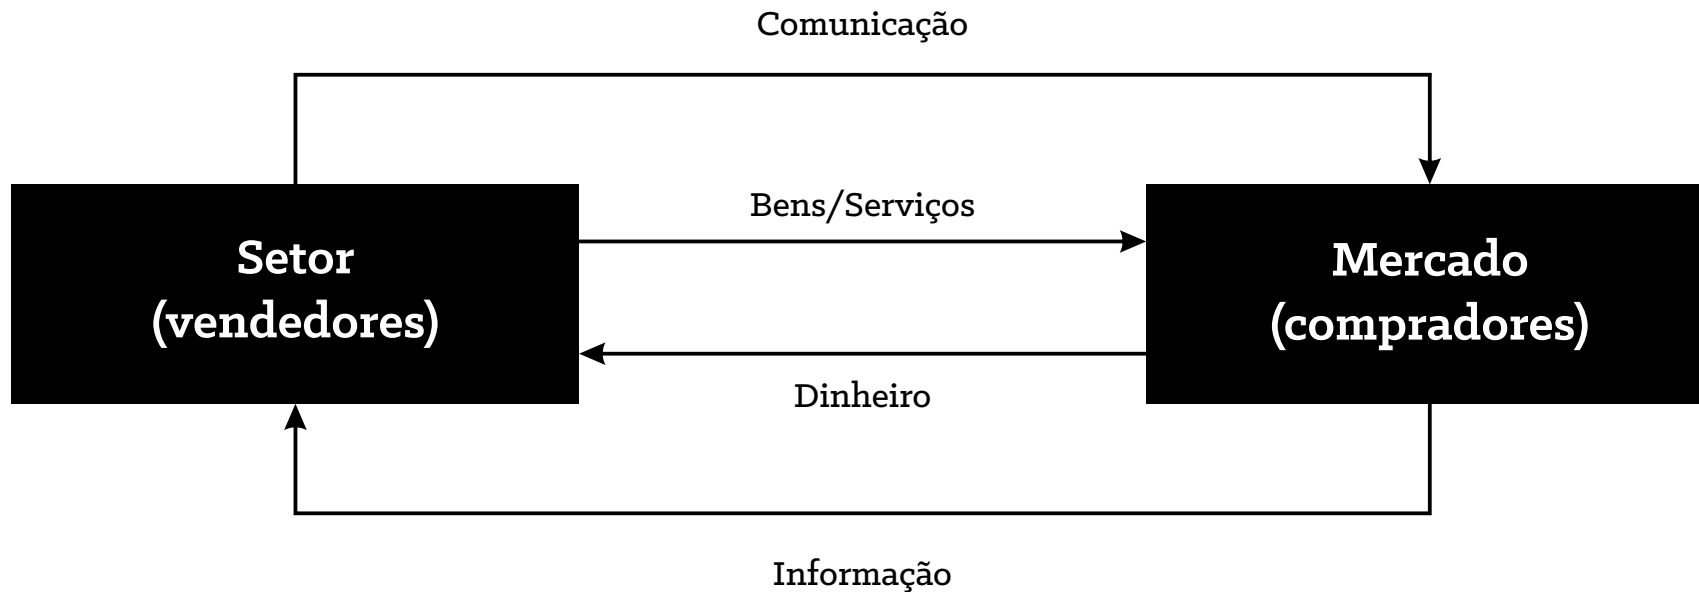 Comunicação
Bens/Serviços
Setor
(vendedores)
Mercado
(compradores)
Dinheiro
Informação